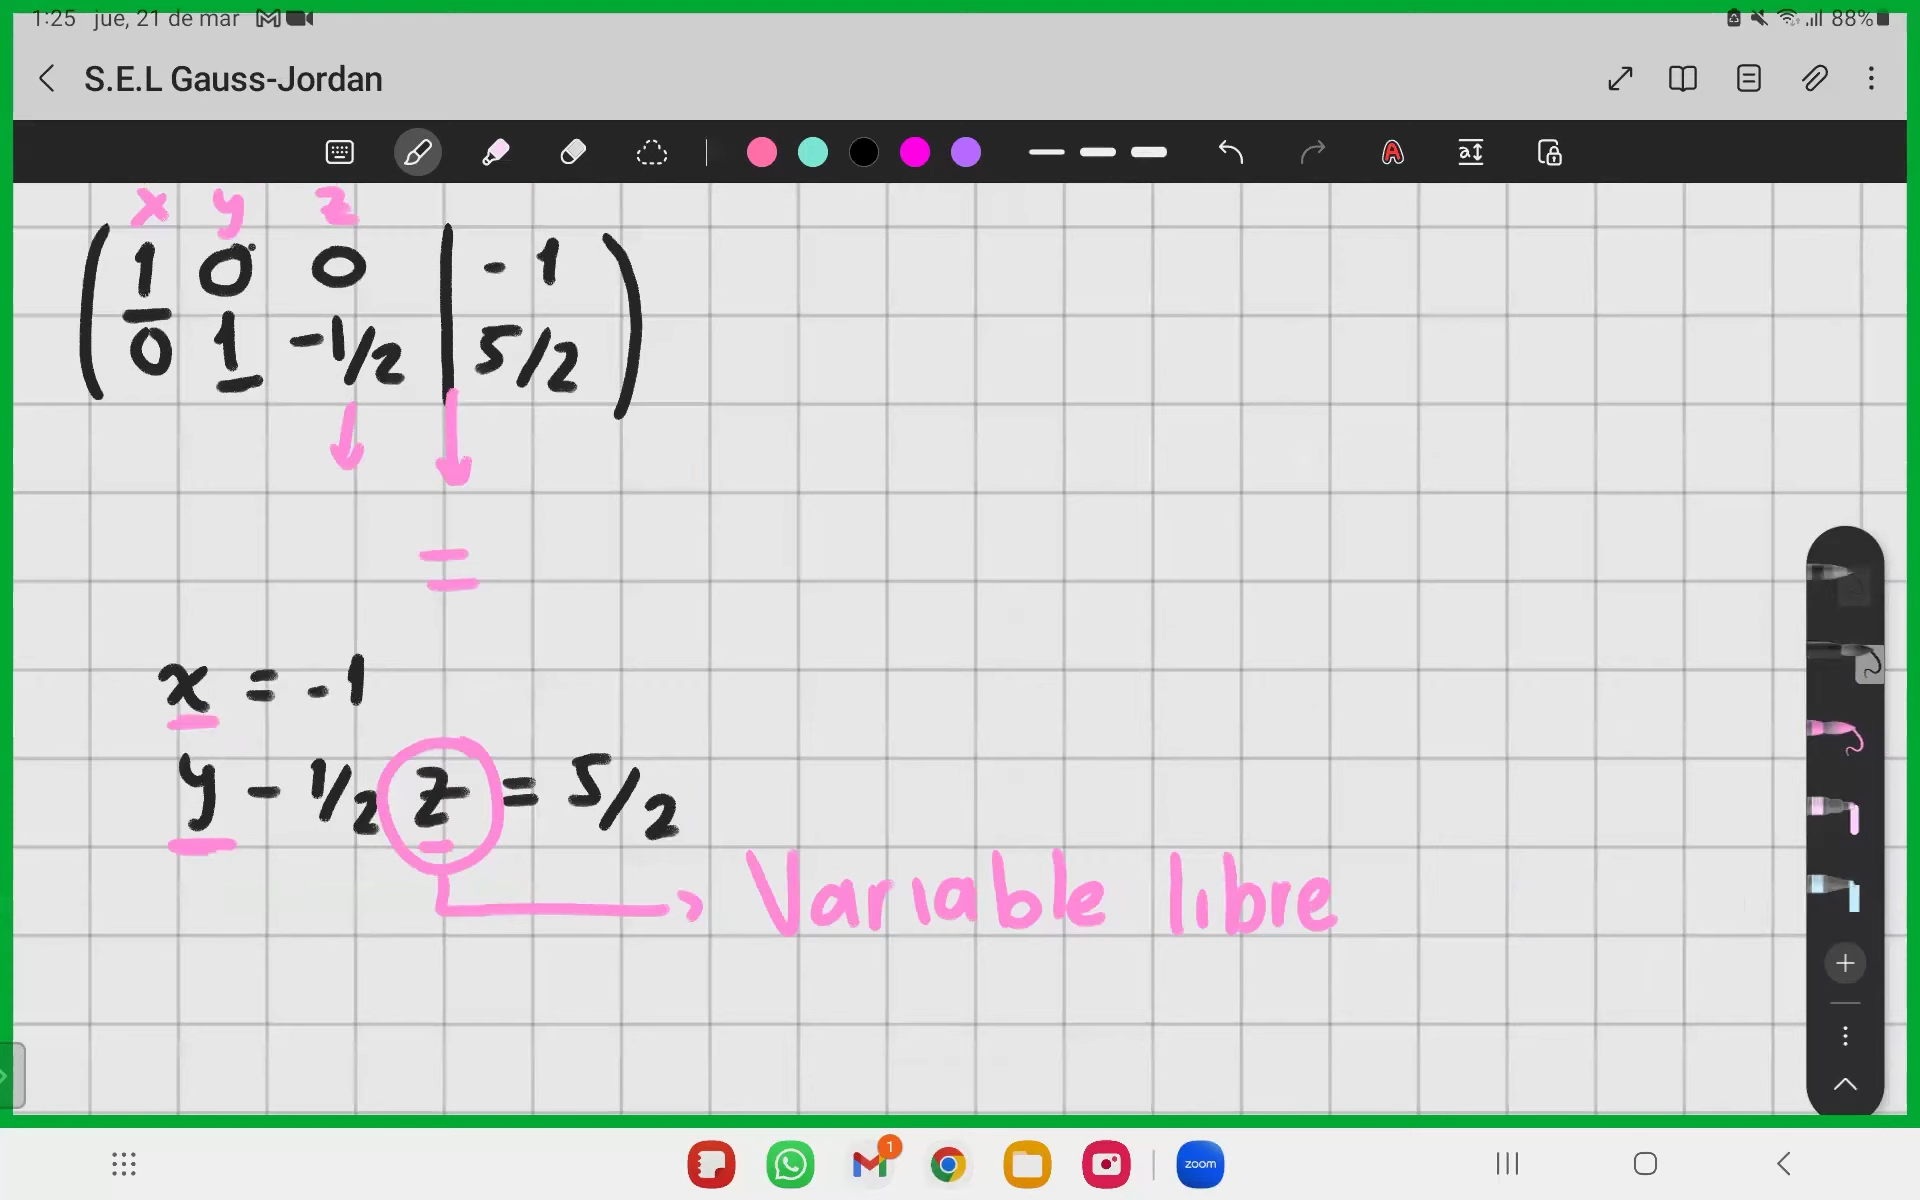 1:25 jue, 21 de mar 88%
S.E.L Gauss-Jordan
A a
x y z
1 0 0 | -1
0 1 -1/2 | 5/2
=
x = -1
y - 1/2 z = 5/2
Variable libre
1
zoom